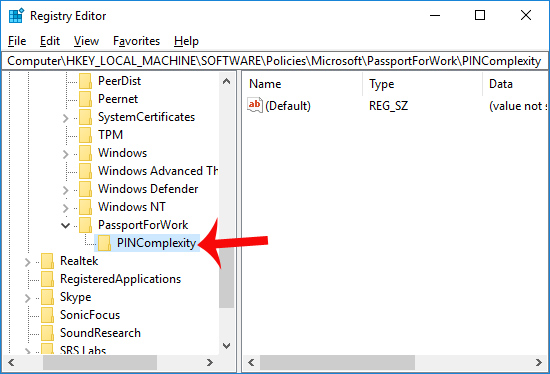 Registry Editor
File Edit View Favorites Help
Computer\HKEY_LOCAL_MACHINE\SOFTWARE\Policies\Microsoft\PassportForWork\PINComplexity
PeerDist
Peernet
SystemCertificates
TPM
Windows
Windows Advanced Th
Windows Defender
Windows NT
PassportForWork
PINComplexity
Realtek
RegisteredApplications
Skype
SonicFocus
SoundResearch
SRS Labs
Name Type Data
ab (Default) REG_SZ (value not s